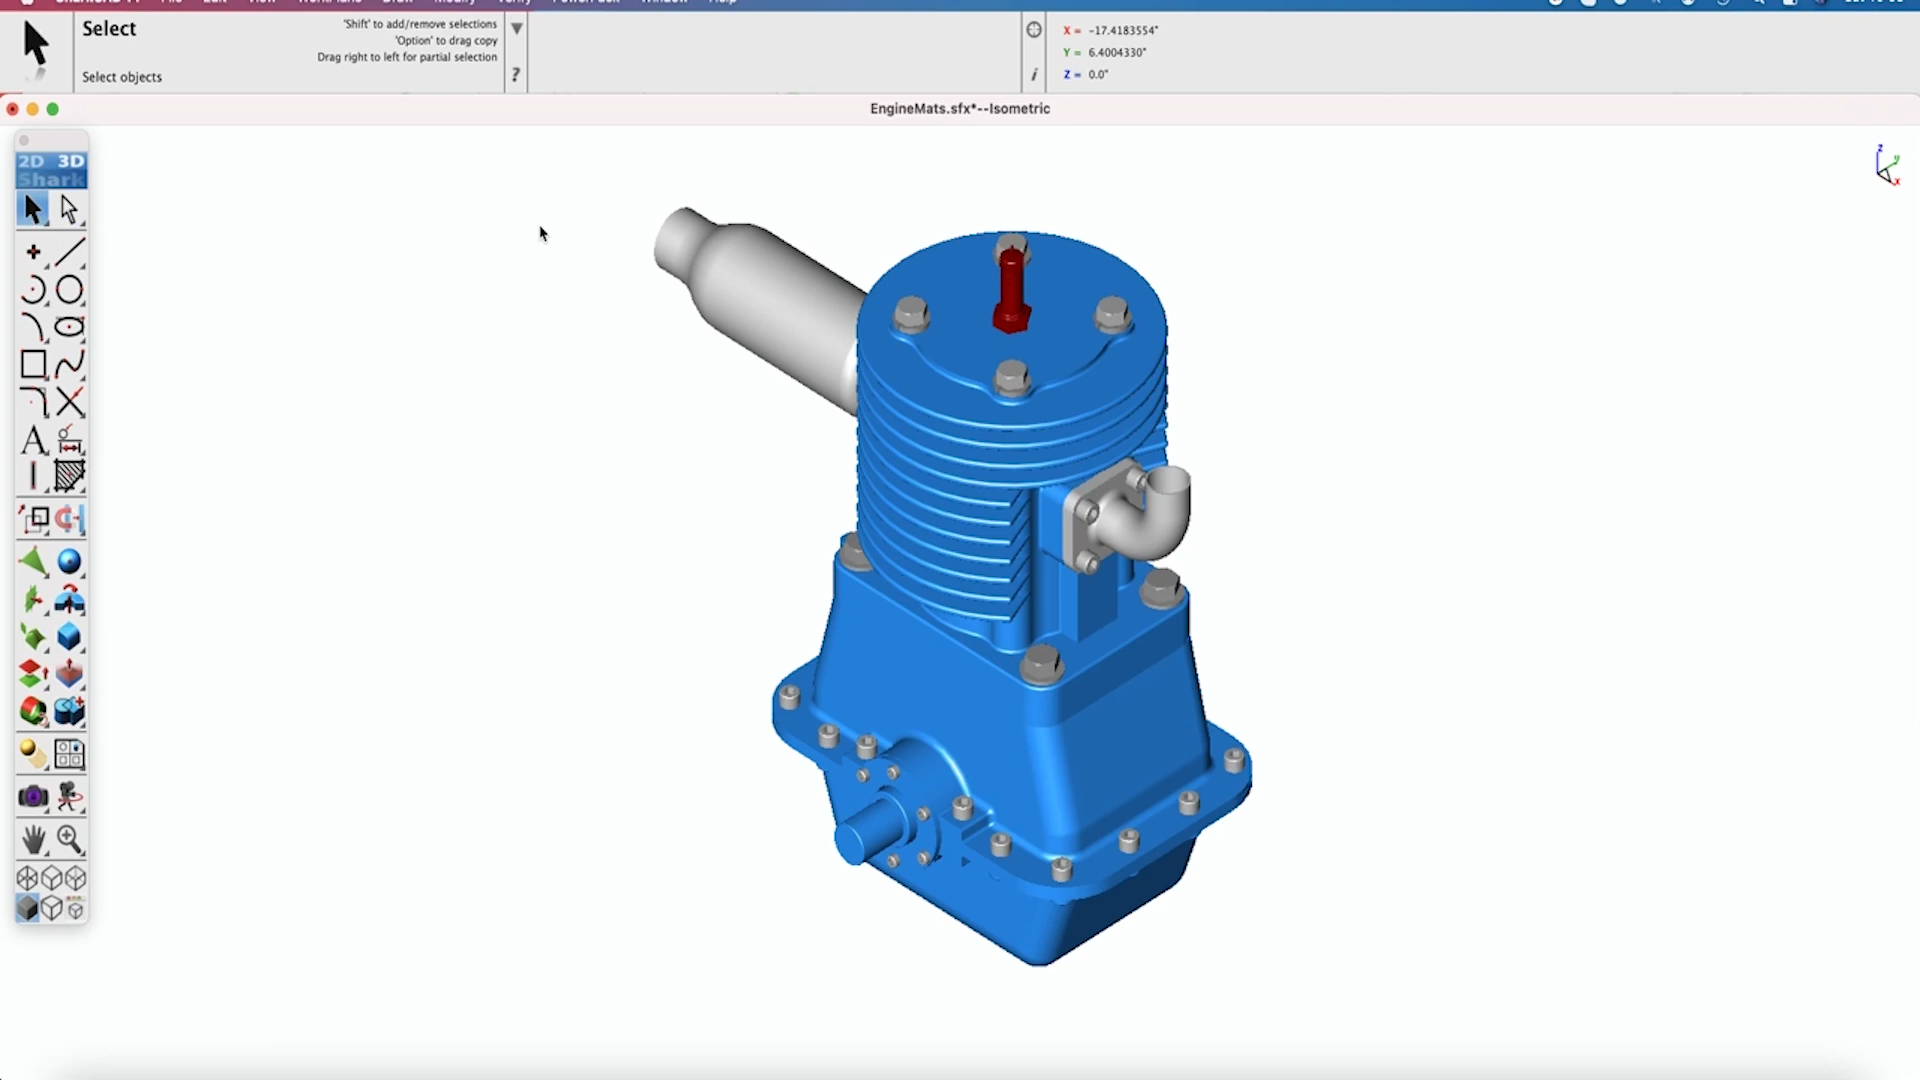 Select
'Shift' to add/remove selections
'Option' to drag copy
Drag right to left for partial selection
Select objects
?
i
X = -17.4183554"
Y = 6.4004330"
Z = 0.0"
EngineMats.sfx*--Isometric
2D 3D
Shark
A
z
y
x